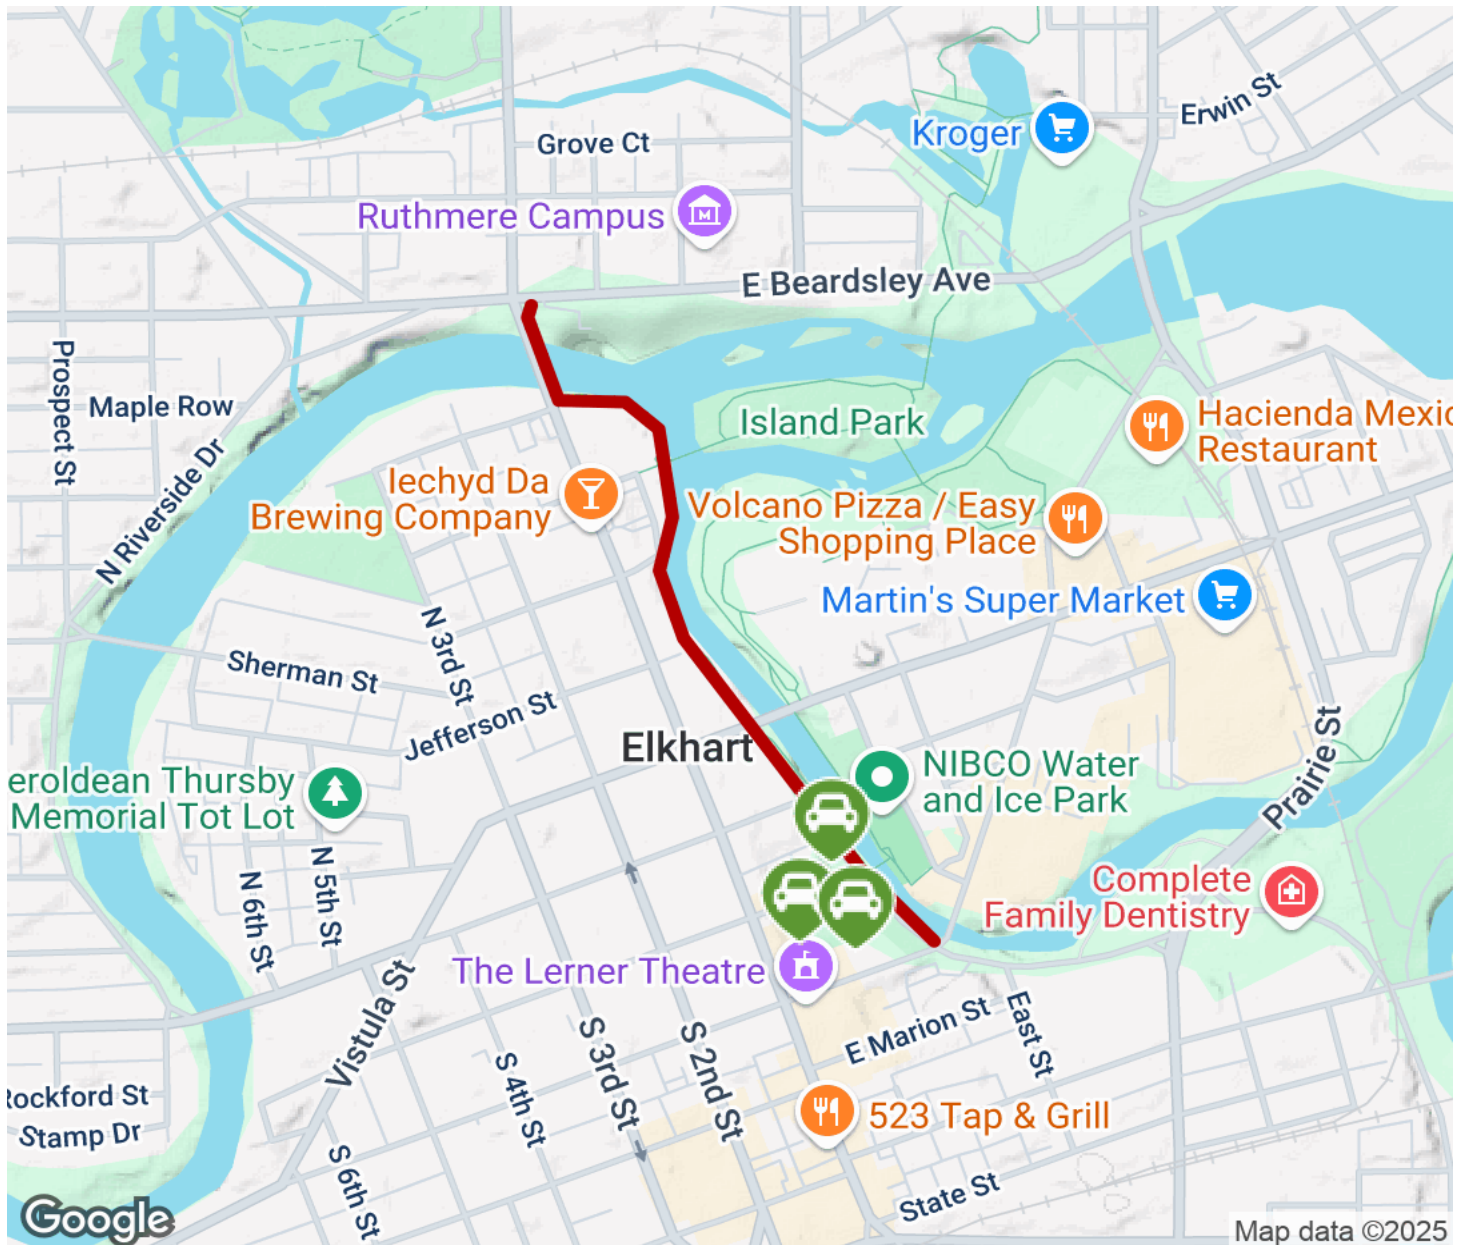 Erwin St
Kroger
Grove Ct
Ruthmere Campus
E Beardsley Ave
Prospect St
Maple Row
N Riverside Dr
Island Park
Hacienda Mexic
Restaurant
Iechyd Da
Brewing Company
Volcano Pizza / Easy
Shopping Place
Martin's Super Market
N 3rd St
Sherman St
Jefferson St
Elkhart
NIBCO Water
and Ice Park
Prairie St
eroldean Thursby
Memorial Tot Lot
N 5th St
N 6th St
Complete
Family Dentistry
The Lerner Theatre
Vistula St
E Marion St
East St
S 2nd St
S 3rd St
S 4th St
Rockford St
Stamp Dr
523 Tap & Grill
S 6th St
State St
Google
Map data ©2025